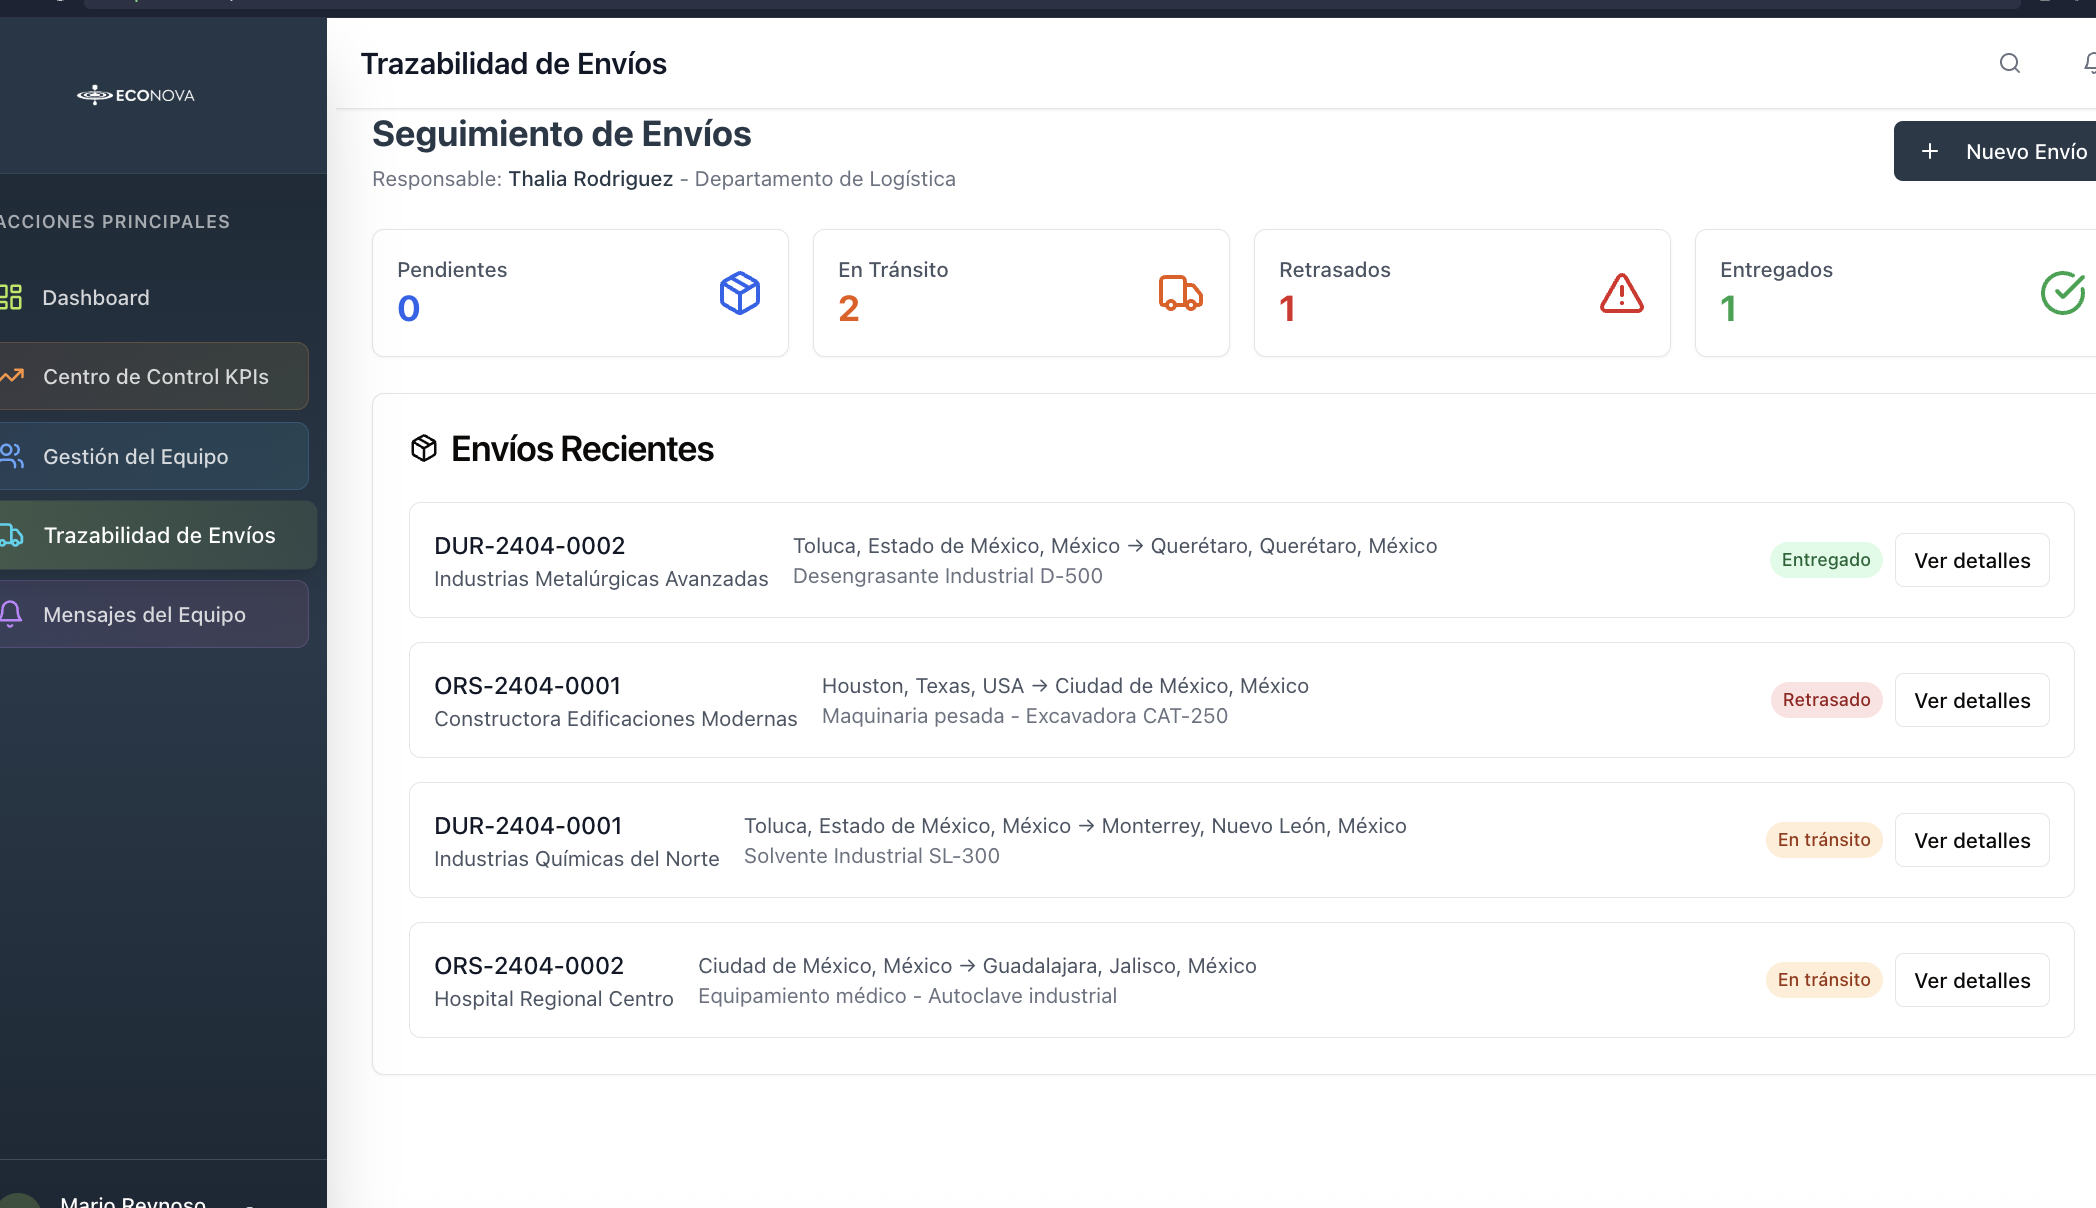 ECONOVA
ACCIONES PRINCIPALES
Dashboard
Centro de Control KPIs
Gestión del Equipo
Trazabilidad de Envíos
Mensajes del Equipo
Mario Reynoso
Trazabilidad de Envíos
Seguimiento de Envíos
Responsable: Thalia Rodriguez - Departamento de Logística
+ Nuevo Envío
Pendientes
0
En Tránsito
2
Retrasados
1
Entregados
1
Envíos Recientes
DUR-2404-0002
Industrias Metalúrgicas Avanzadas
Toluca, Estado de México, México → Querétaro, Querétaro, México
Desengrasante Industrial D-500
Entregado
Ver detalles
ORS-2404-0001
Constructora Edificaciones Modernas
Houston, Texas, USA → Ciudad de México, México
Maquinaria pesada - Excavadora CAT-250
Retrasado
Ver detalles
DUR-2404-0001
Industrias Químicas del Norte
Toluca, Estado de México, México → Monterrey, Nuevo León, México
Solvente Industrial SL-300
En tránsito
Ver detalles
ORS-2404-0002
Hospital Regional Centro
Ciudad de México, México → Guadalajara, Jalisco, México
Equipamiento médico - Autoclave industrial
En tránsito
Ver detalles